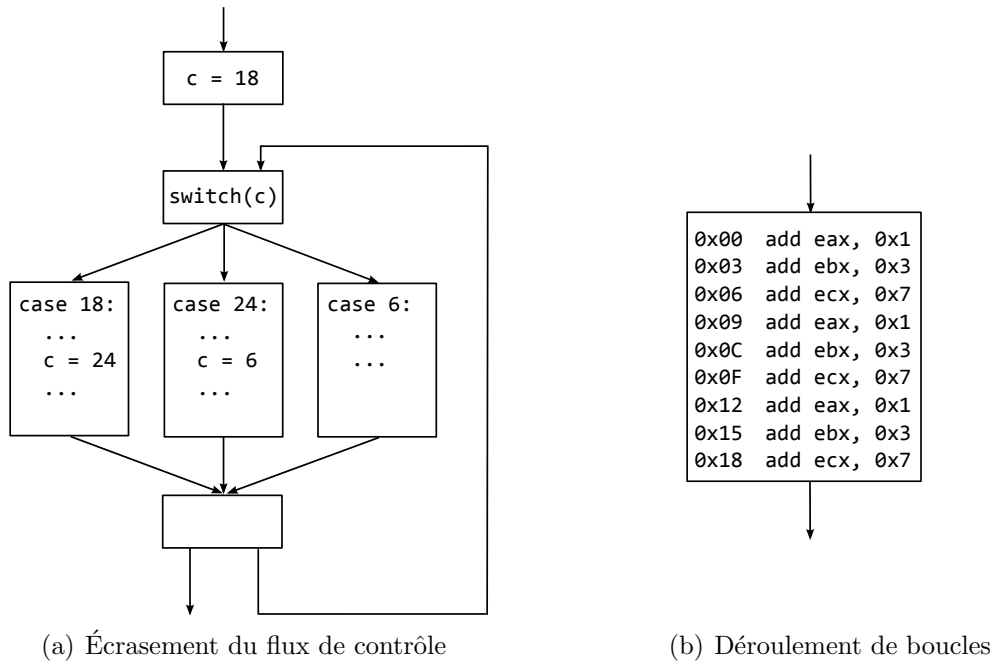 c = 18
switch(c)
case 18:
...
c = 24
...
case 24:
...
c = 6
...
case 6:
...
...
(a) Écrasement du flux de contrôle
0x00 add eax, 0x1
0x03 add ebx, 0x3
0x06 add ecx, 0x7
0x09 add eax, 0x1
0x0C add ebx, 0x3
0x0F add ecx, 0x7
0x12 add eax, 0x1
0x15 add ebx, 0x3
0x18 add ecx, 0x7
(b) Déroulement de boucles